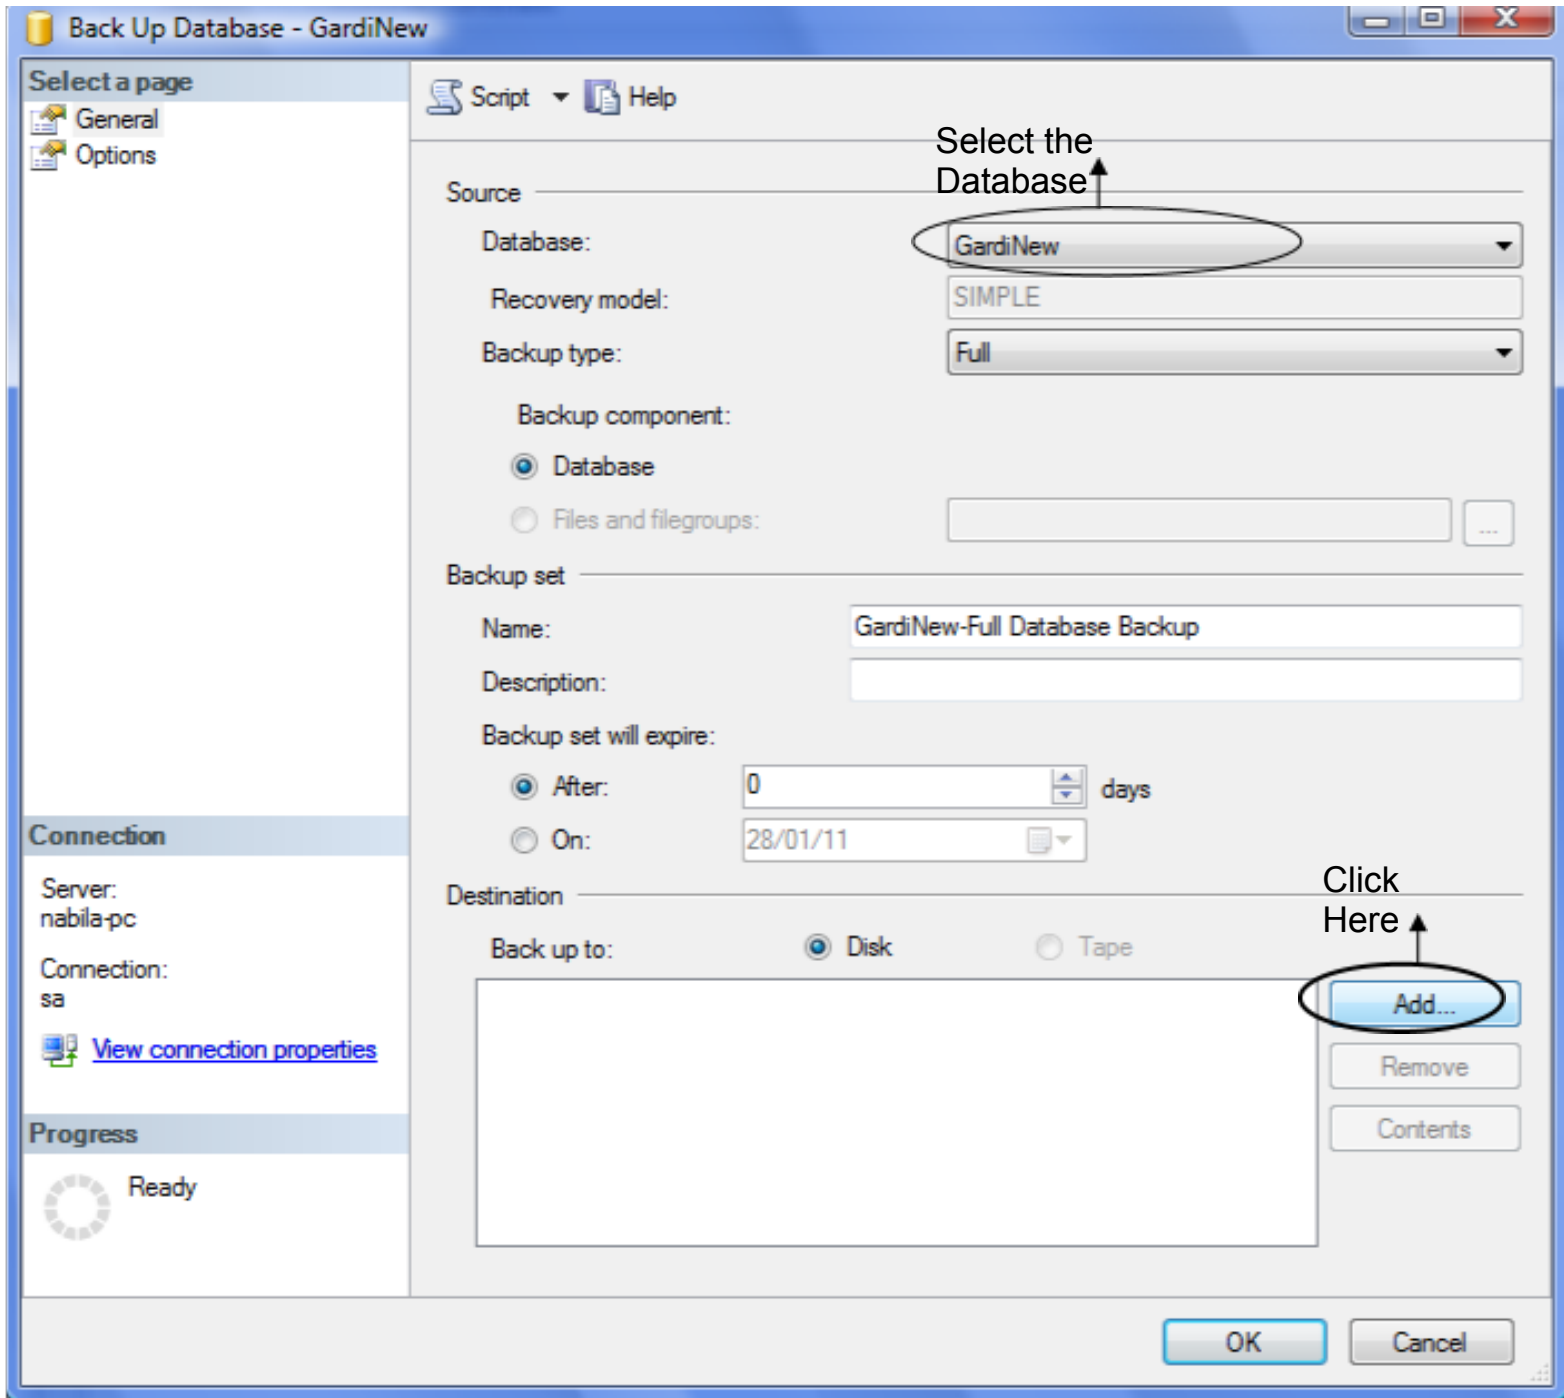 Back Up Database - GardiNew
Select a page
General
Options
Script
Help
Select the
Database
Source
Database:
GardiNew
Recovery model:
SIMPLE
Backup type:
Full
Backup component:
Database
Files and filegroups:
...
Backup set
Name:
GardiNew-Full Database Backup
Description:
Backup set will expire:
After:
0
days
On:
28/01/11
Connection
Server:
nabila-pc
Connection:
sa
View connection properties
Progress
Ready
Destination
Click
Here
Back up to:
Disk
Tape
Add...
Remove
Contents
OK
Cancel